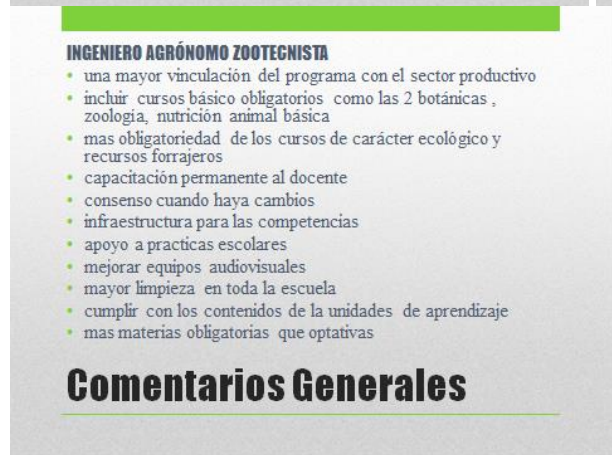 INGENIERO AGRÓNOMO ZOOTECNISTA
• una mayor vinculación del programa con el sector productivo
• incluir cursos básico obligatorios como las 2 botánicas ,
zoologia, nutrición animal básica
• mas obligatoriedad de los cursos de carácter ecológico y
recursos forrajeros
• capacitación permanente al docente
• consenso cuando haya cambios
• infraestructura para las competencias
• apoyo a practicas escolares
• mejorar equipos audiovisuales
• mayor limpieza en toda la escuela
• cumplir con los contenidos de la unidades de aprendizaje
• mas materias obligatorias que optativas
Comentarios Generales